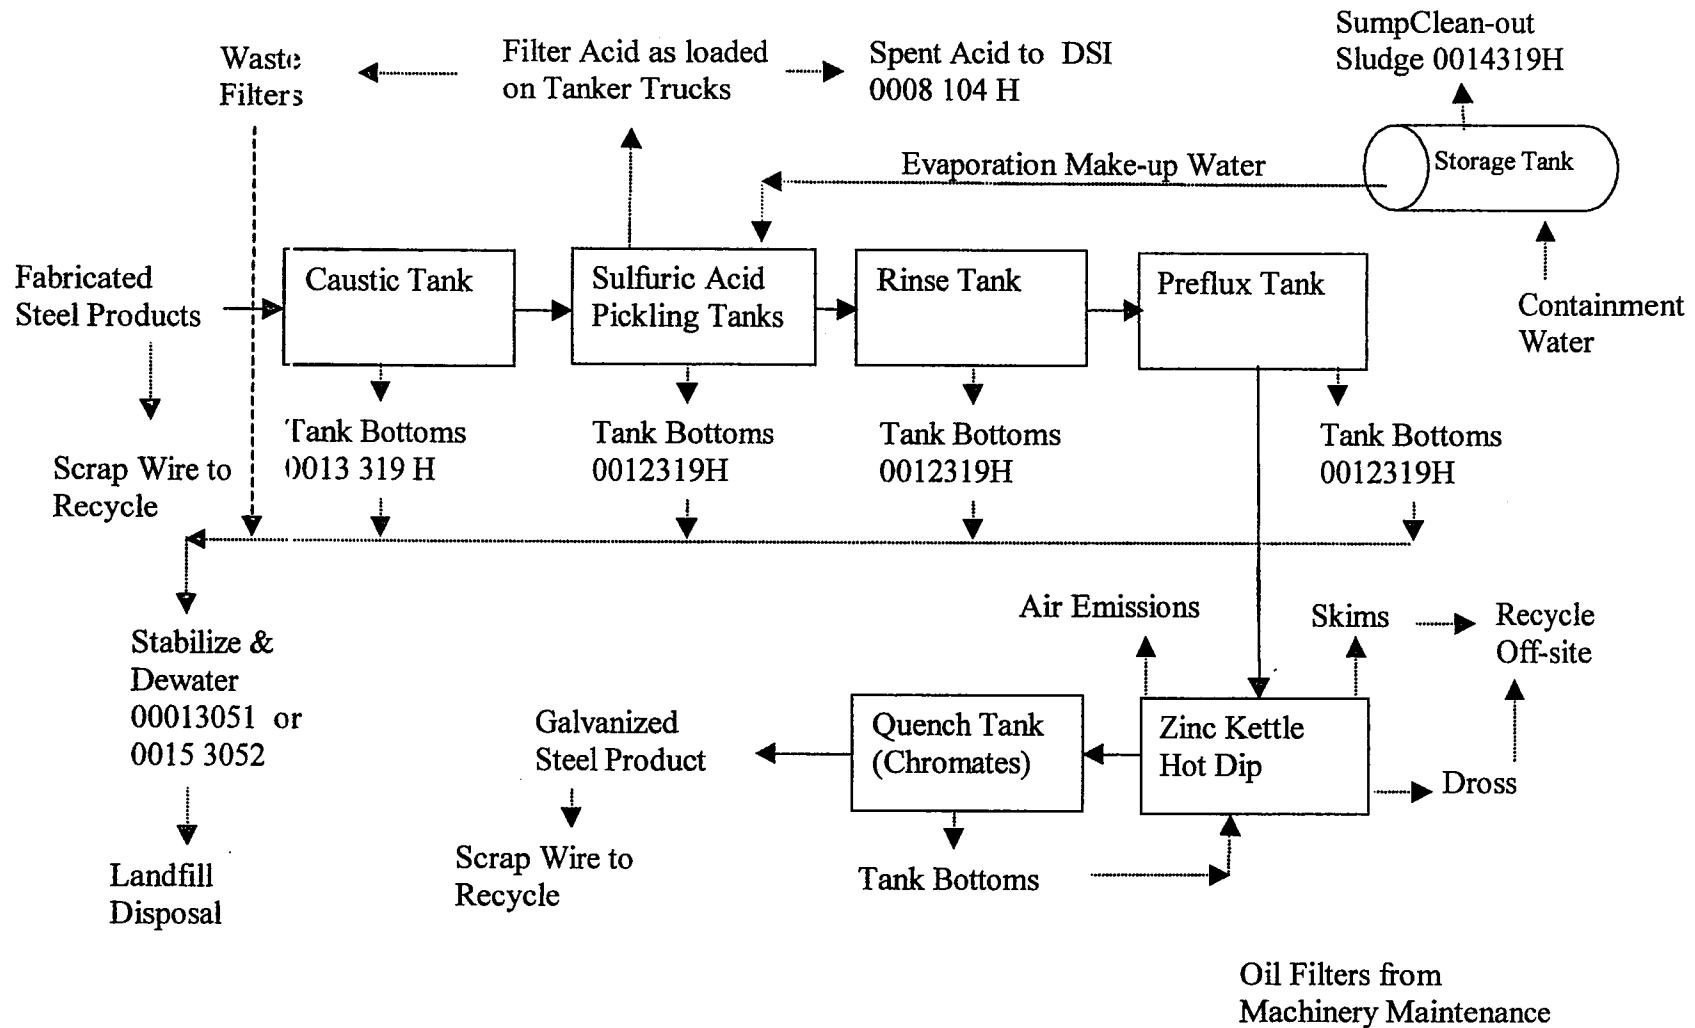 SumpClean-out
Sludge 0014319H
Waste
Filters
Filter Acid as loaded
on Tanker Trucks
Spent Acid to DSI
0008 104 H
Evaporation Make-up Water
Storage Tank
Fabricated
Steel Products
Caustic Tank
Sulfuric Acid
Pickling Tanks
Rinse Tank
Preflux Tank
Containment
Water
Scrap Wire to
Recycle
Tank Bottoms
0013 319 H
Tank Bottoms
0012319H
Tank Bottoms
0012319H
Tank Bottoms
0012319H
Air Emissions
Skims
Recycle
Off-site
Stabilize &
Dewater
00013051 or
0015 3052
Galvanized
Steel Product
Quench Tank
(Chromates)
Zinc Kettle
Hot Dip
Dross
Landfill
Disposal
Scrap Wire to
Recycle
Tank Bottoms
Oil Filters from
Machinery Maintenance